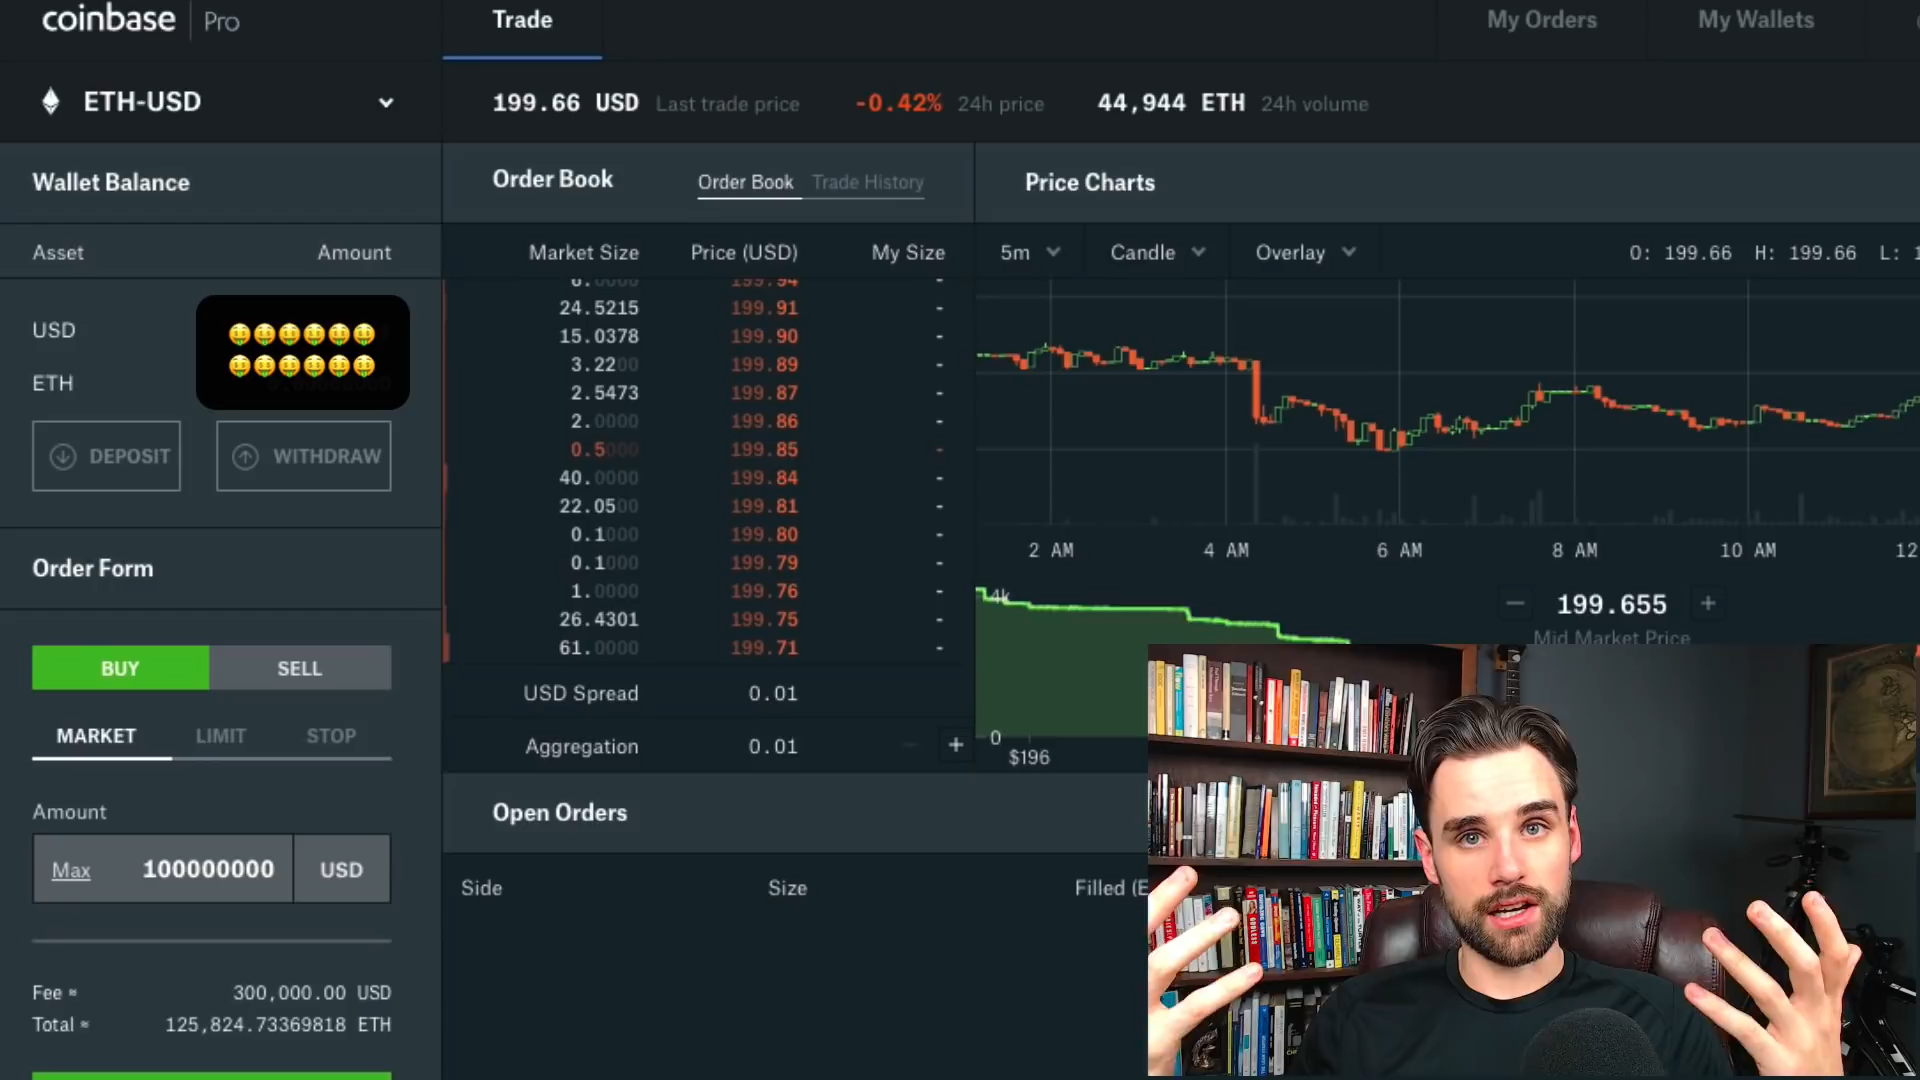 coinbase Pro
Trade
My Orders
My Wallets
ETH-USD
199.66 USD Last trade price
-0.42% 24h price
44,944 ETH 24h volume
Wallet Balance
Asset Amount
USD
ETH
DEPOSIT
WITHDRAW
Order Form
BUY
SELL
MARKET
LIMIT
STOP
Amount
Max 100000000 USD
Fee ≈ 300,000.00 USD
Total ≈ 125,824.73369818 ETH
Order Book
Order Book Trade History
Market Size Price (USD) My Size
6.0000 199.94
24.5215 199.91 -
15.0378 199.90 -
3.2200 199.89 -
2.5473 199.87 -
2.0000 199.86 -
0.5000 199.85 -
40.0000 199.84 -
22.0500 199.81 -
0.1000 199.80 -
0.1000 199.79 -
1.0000 199.76 -
26.4301 199.75 -
61.0000 199.71 -
USD Spread 0.01
Aggregation 0.01 - +
Open Orders
Side Size Filled (E
Price Charts
5m Candle Overlay
O: 199.66 H: 199.66 L: 1
2 AM 4 AM 6 AM 8 AM 10 AM 12
4k
- 199.655 +
Mid Market Price
0
$196